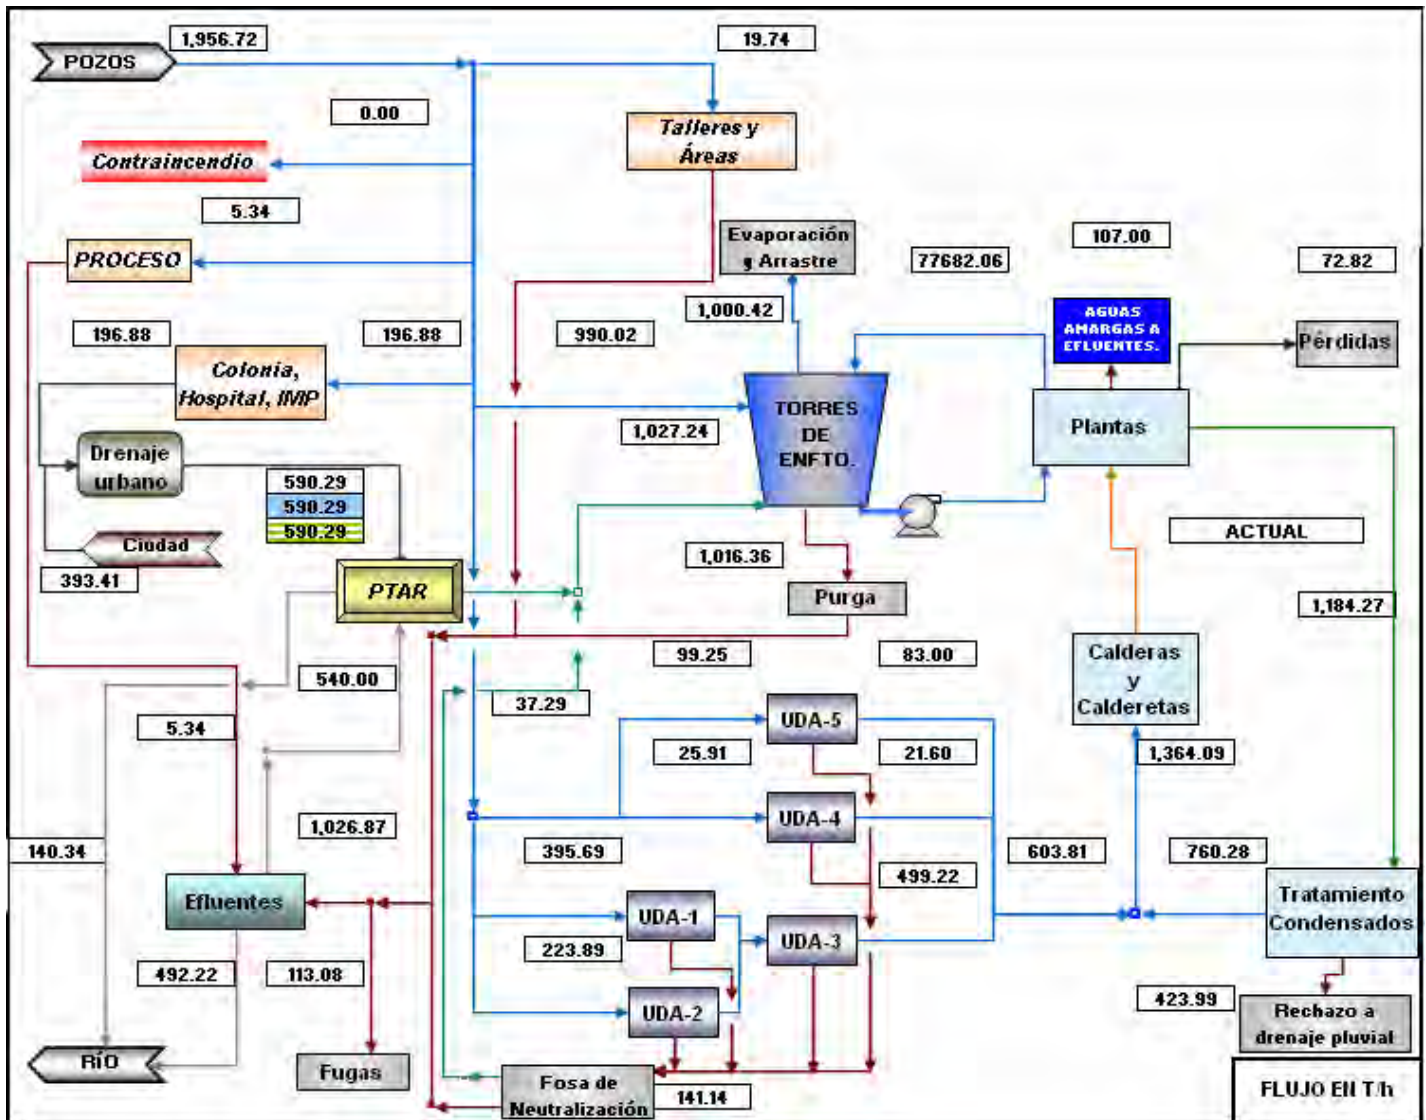 1,956.72
19.74
POZOS
0.00
Talleres y
Áreas
Contraincendio
5.34
Evaporación
y Arrastre
77682.06
107.00
72.82
PROCESO
1,000.42
AGUAS
AMARGAS A
EFLUENTES.
196.88
196.88
990.02
Pérdidas
Colonia,
Hospital, IMP
TORRES
DE
ENFTO.
1,027.24
Plantas
Drenaje
urbano
590.29
590.29
590.29
Ciudad
ACTUAL
393.41
1,016.36
PTAR
Purga
1,184.27
99.25
83.00
Calderas
y
Calderetas
540.00
37.29
5.34
UDA-5
25.91
21.60
1,364.09
UDA-4
1,026.87
140.34
395.69
603.81
760.28
499.22
Efluentes
UDA-1
Tratamiento
Condensados
UDA-3
223.89
492.22
113.08
423.99
UDA-2
Rechazo a
drenaje pluvial
RÍO
Fugas
Fosa de
Neutralización
141.14
FLUJO EN T/h